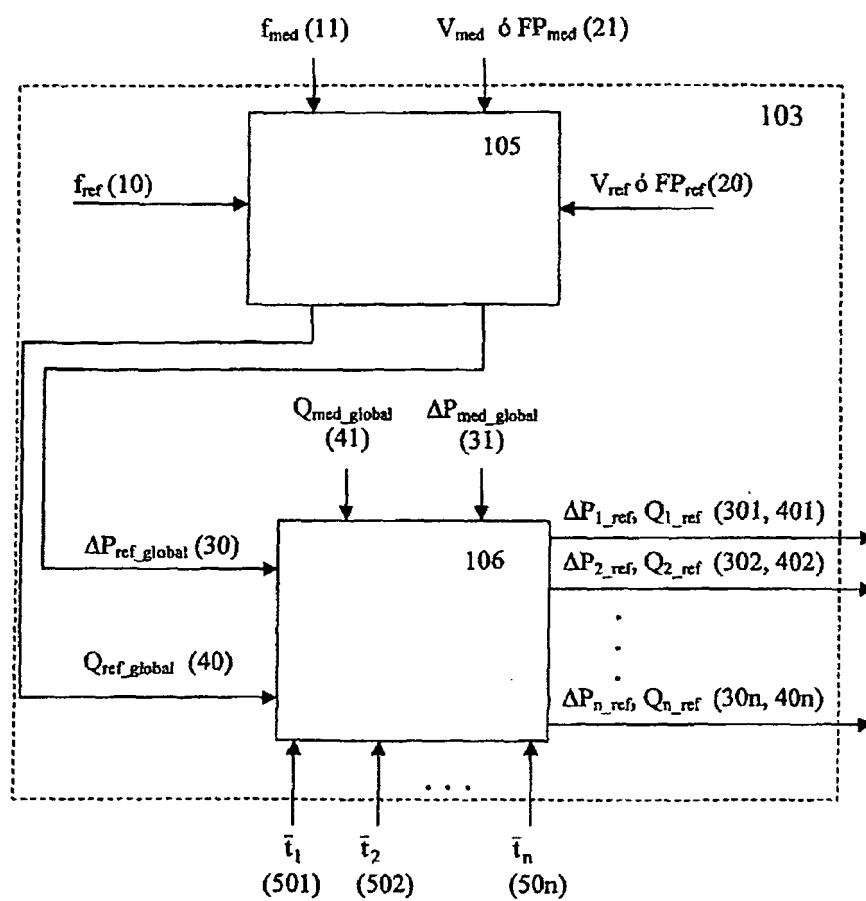 f_med (11) V_med ó FP_med (21)
103
105
f_ref (10) V_ref ó FP_ref (20)
Q_med_global ΔP_med_global
(41) (31)
ΔP_1_ref, Q_1_ref (301, 401)
ΔP_ref_global (30) 106 ΔP_2_ref, Q_2_ref (302, 402)
Q_ref_global (40)
ΔP_n_ref, Q_n_ref (30n, 40n)
. . .
t̄_1 t̄_2 t̄_n
(501) (502) (50n)